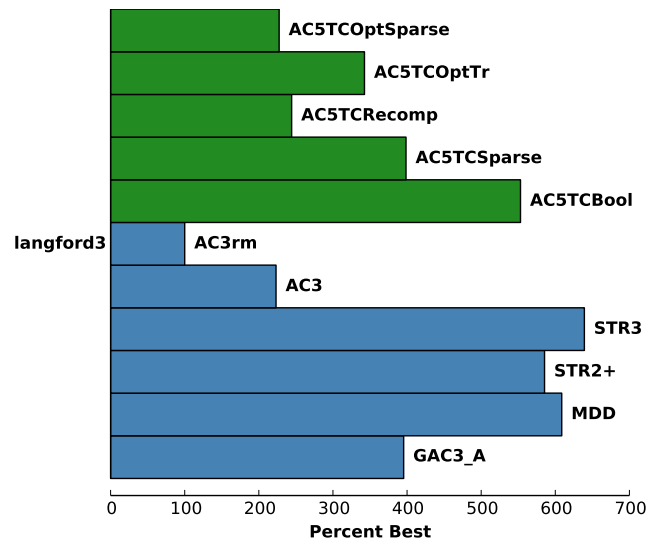 AC5TCOptSparse
AC5TCOptTr
AC5TCRecomp
AC5TCSparse
AC5TCBool
langford3 AC3rm
AC3
STR3
STR2+
MDD
GAC3_A
0 100 200 300 400 500 600 700
Percent Best